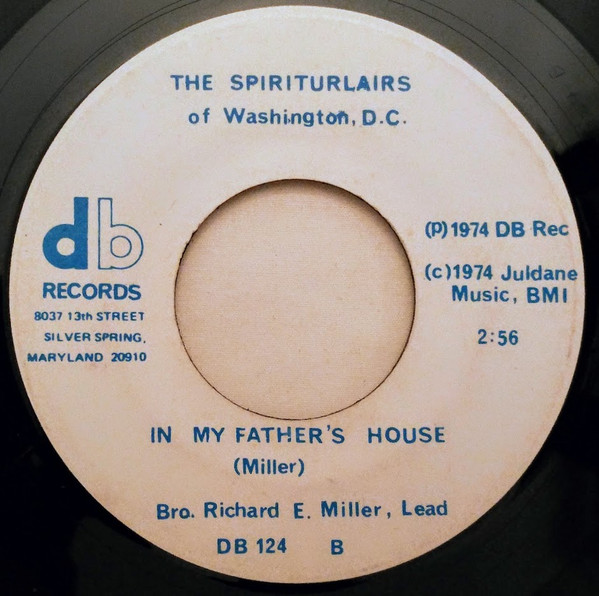 THE SPIRITURLAIRS
of Washington, D.C.
db
RECORDS
8037 13th STREET
SILVER SPRING,
MARYLAND 20910
(p)1974 DB Rec
(c)1974 Juldane
Music, BMI
2:56
IN MY FATHER'S HOUSE
(Miller)
Bro. Richard E. Miller, Lead
DB 124 B